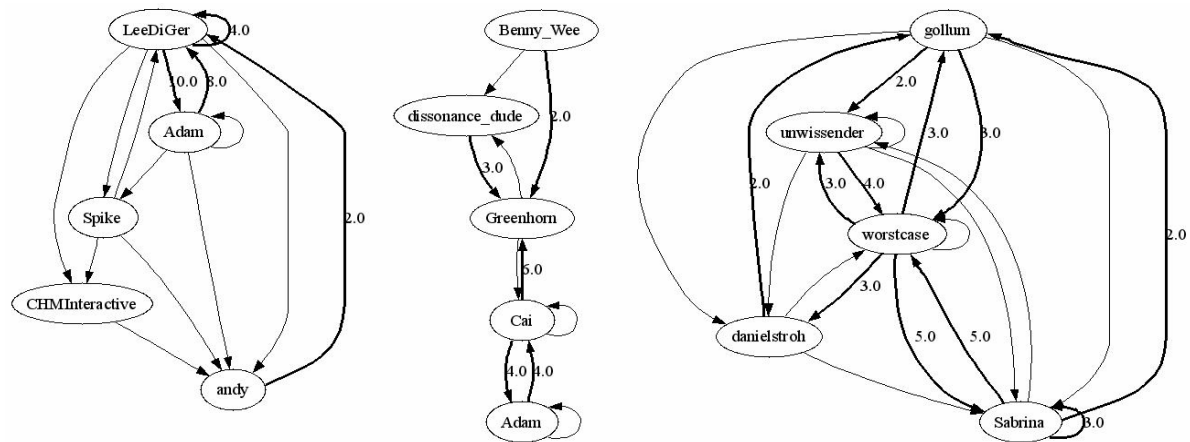 LeeDiGer
4.0
10.0
8.0
Adam
Spike
2.0
CHMInteractive
andy
Benny_Wee
dissonance_dude
2.0
3.0
Greenhorn
6.0
Cai
4.0
4.0
Adam
gollum
2.0
unwissender
3.0
3.0
2.0
3.0
4.0
worstcase
2.0
3.0
danielstroh
5.0
5.0
Sabrina
3.0